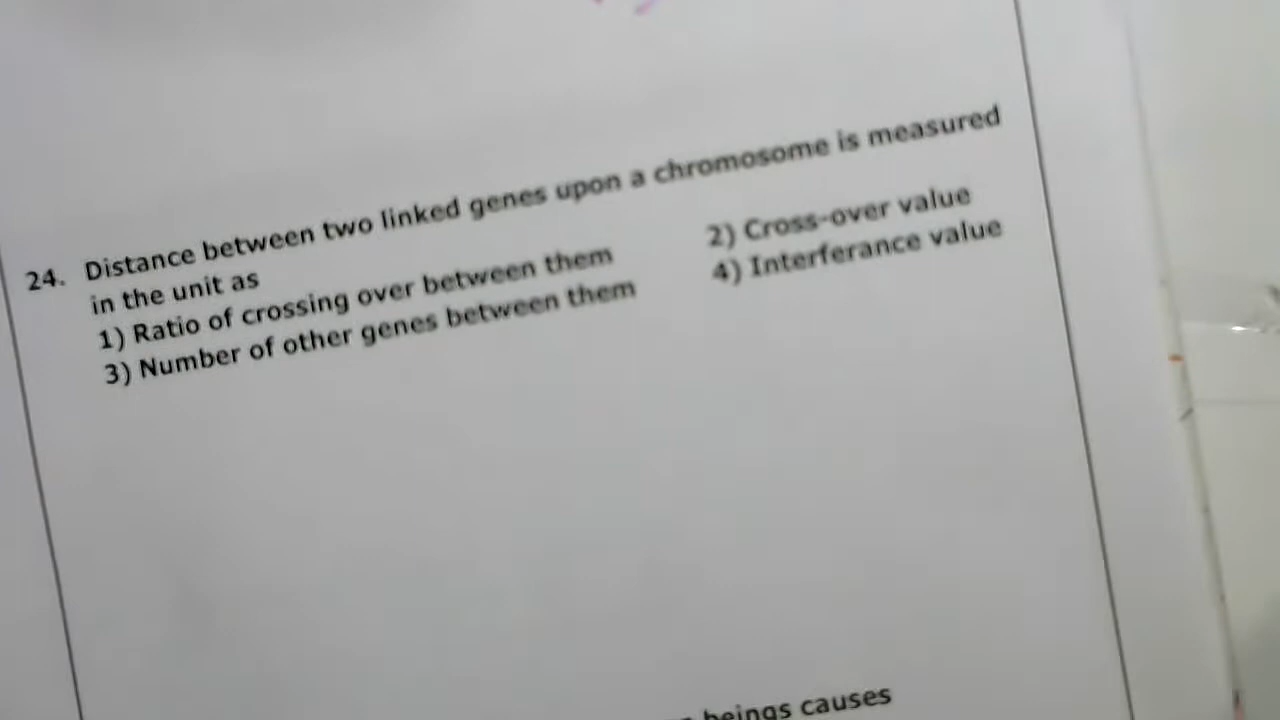 24. Distance between two linked genes upon a chromosome is measured
in the unit as
1) Ratio of crossing over between them 2) Cross-over value
3) Number of other genes between them 4) Interferance value
beings causes